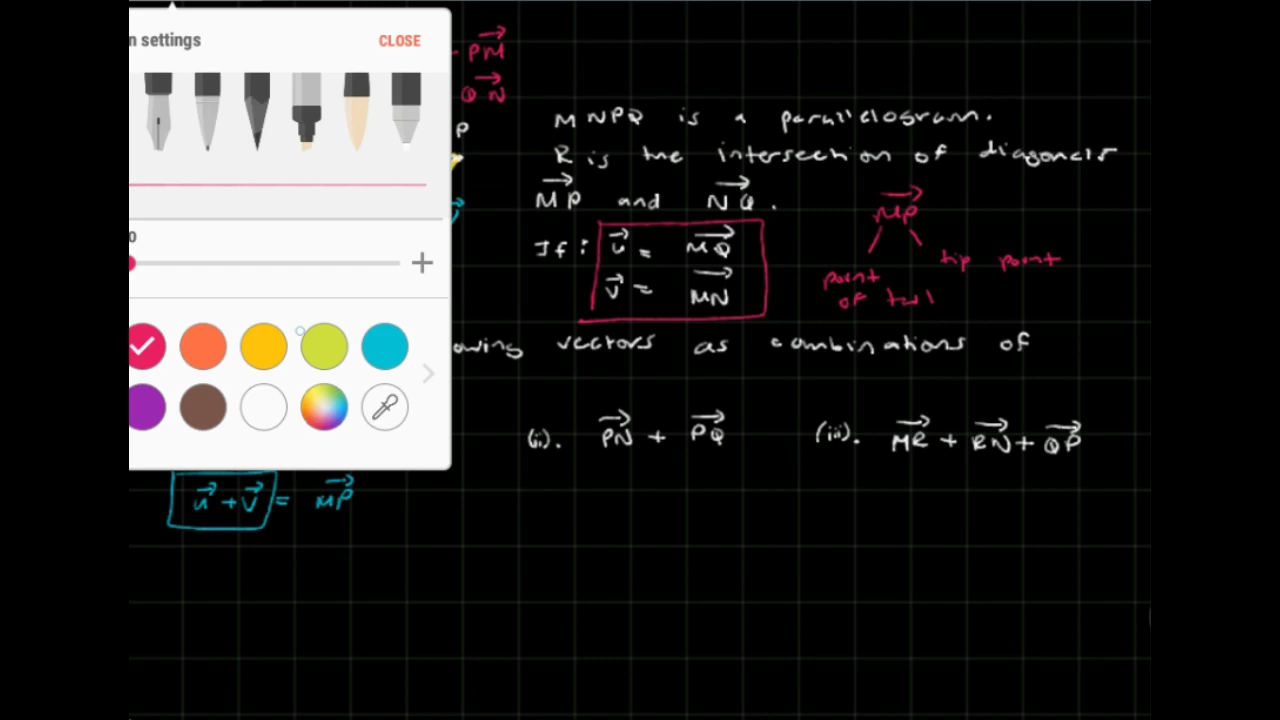 n settings
CLOSE
- PM
QN
P
MNPQ is a parallelogram.
R is the intersection of diagonals
MP and NQ.
If: u = MQ
v = MN
MP
point of tail
tip point
owing vectors as combinations of
(ii). PN + PQ
(iii). MR + RN + QP
u + v = MP